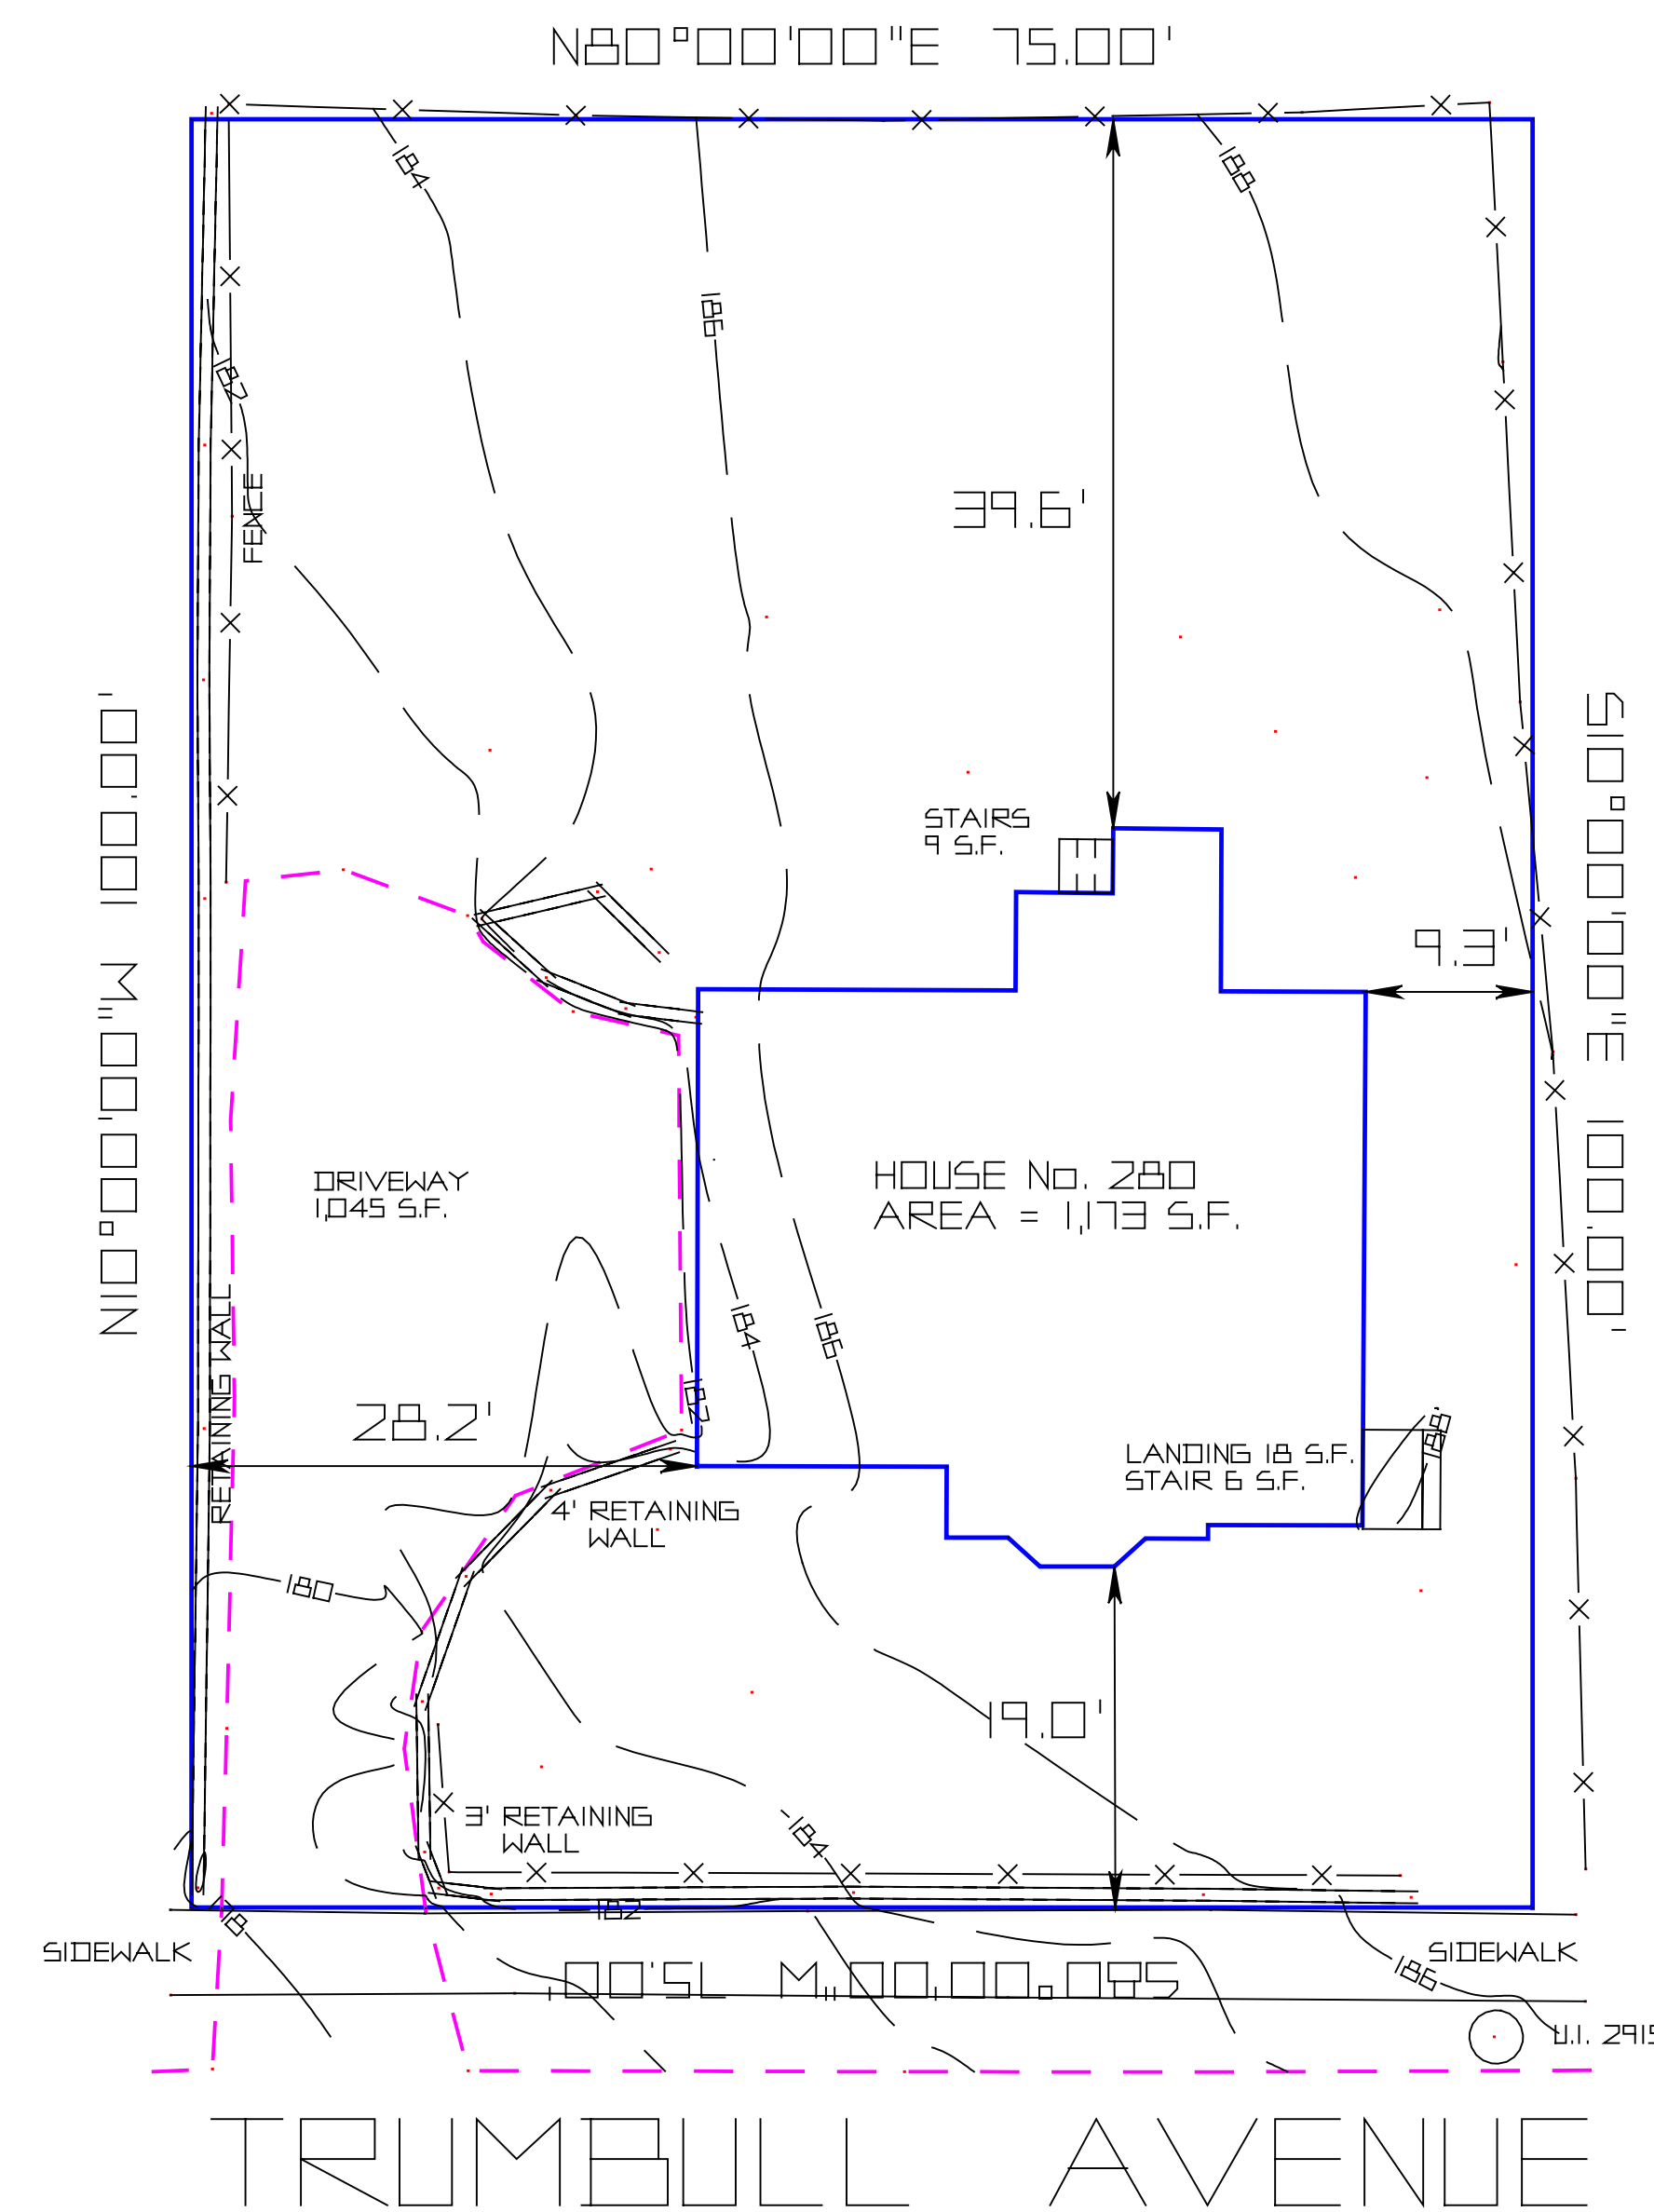 N80°00'00"E 75.00'
184
188
186
182
FENCE
39.6'
N10°00'00"W 100.00'
S10°00'00"E 100.00'
STAIRS
9 S.F.
9.3'
DRIVEWAY
1,045 S.F.
HOUSE No. 280
AREA = 1,173 S.F.
RETAINING WALL
184
186
182
28.2'
188
LANDING 18 S.F.
STAIR 6 S.F.
4' RETAINING
WALL
180
19.0'
3' RETAINING
WALL
184
182
SIDEWALK
SIDEWALK
186
S80°00'00"W 75.00'
TRUMBULL AVENUE